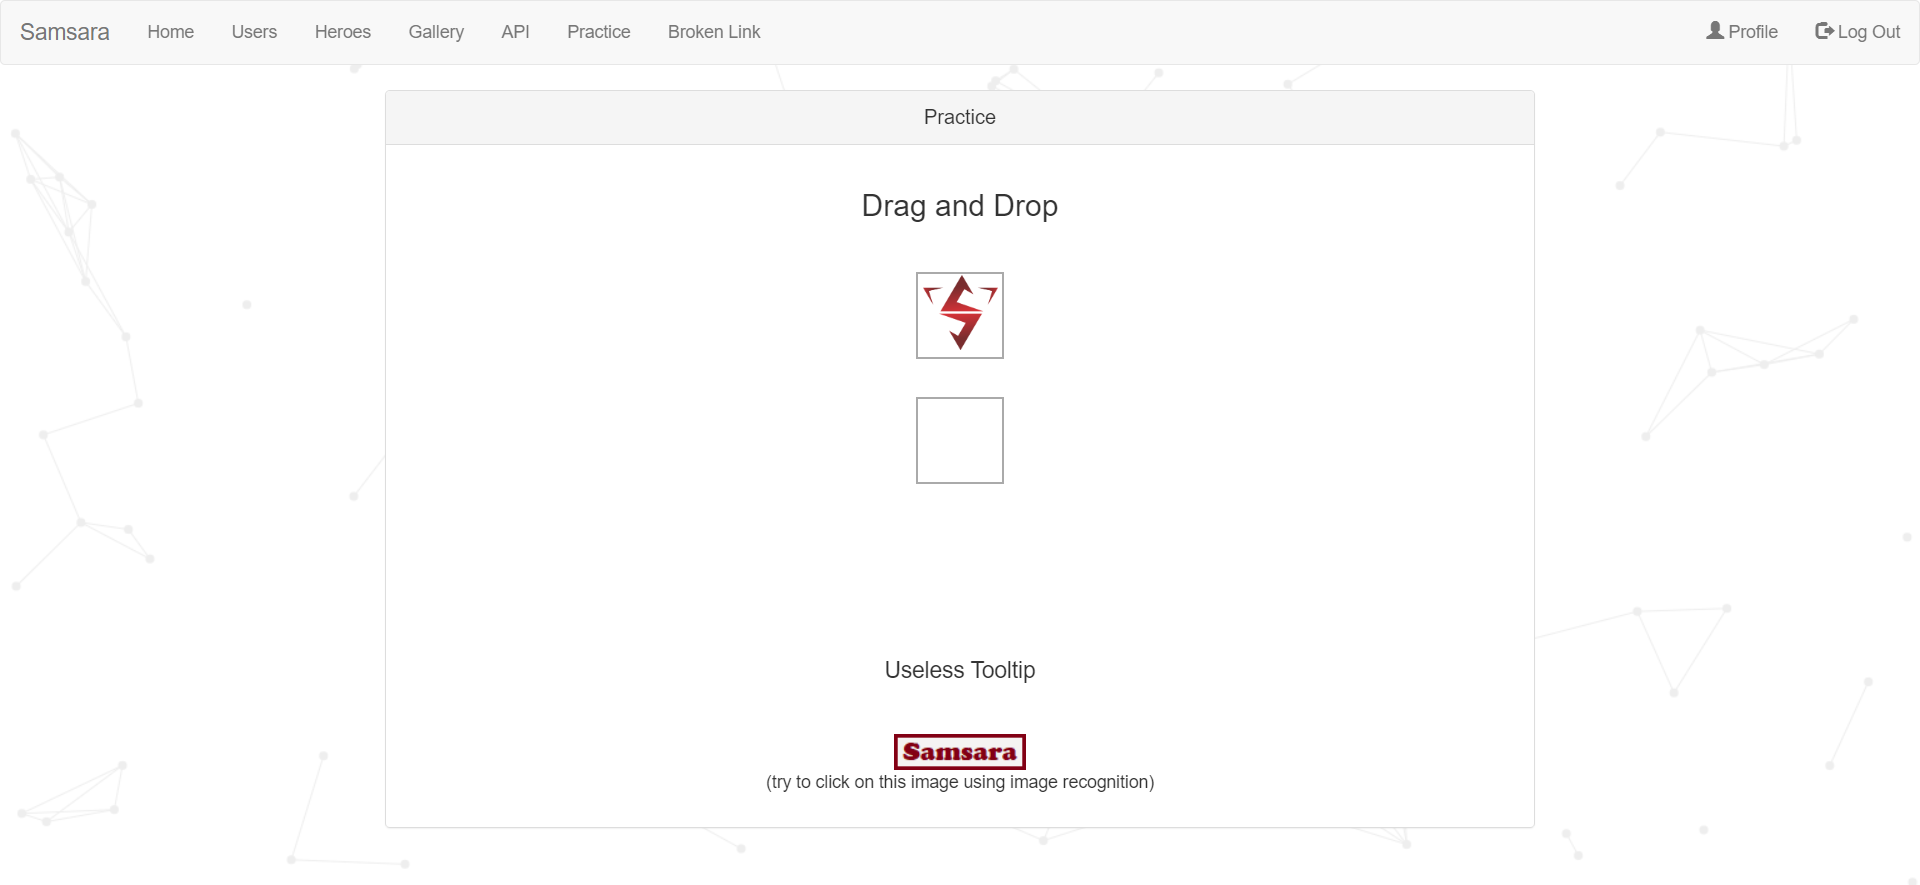 Samsara Home Users Heroes Gallery API Practice Broken Link Profile Log Out
Practice
Drag and Drop
Useless Tooltip
Samsara
(try to click on this image using image recognition)